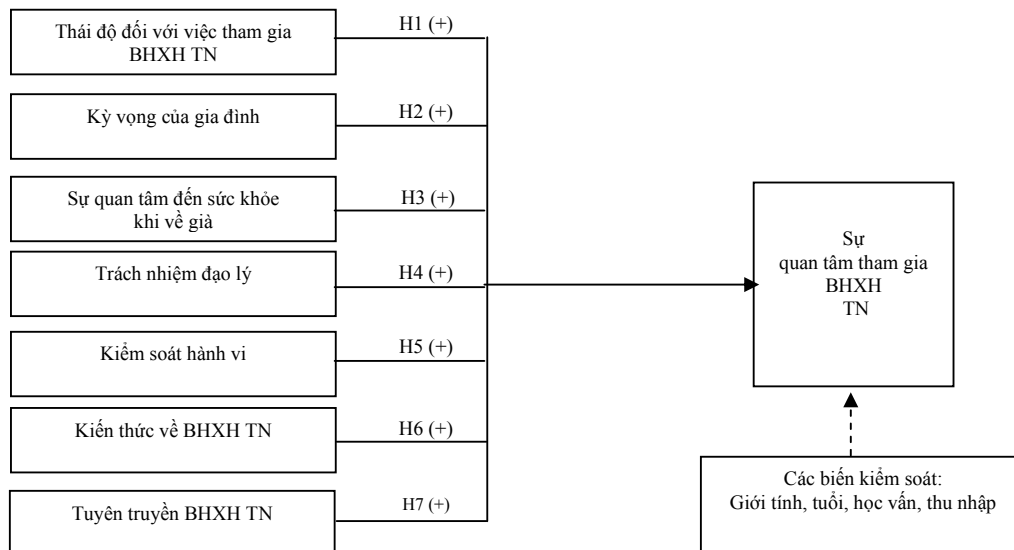 Thái độ đối với việc tham gia
BHXH TN
H1 (+)
Kỳ vọng của gia đình
H2 (+)
Sự quan tâm đến sức khỏe
khi về già
H3 (+)
Trách nhiệm đạo lý
H4 (+)
Kiểm soát hành vi
H5 (+)
Kiến thức về BHXH TN
H6 (+)
Tuyên truyền BHXH TN
H7 (+)
Sự
quan tâm tham gia
BHXH
TN
Các biến kiểm soát:
Giới tính, tuổi, học vấn, thu nhập